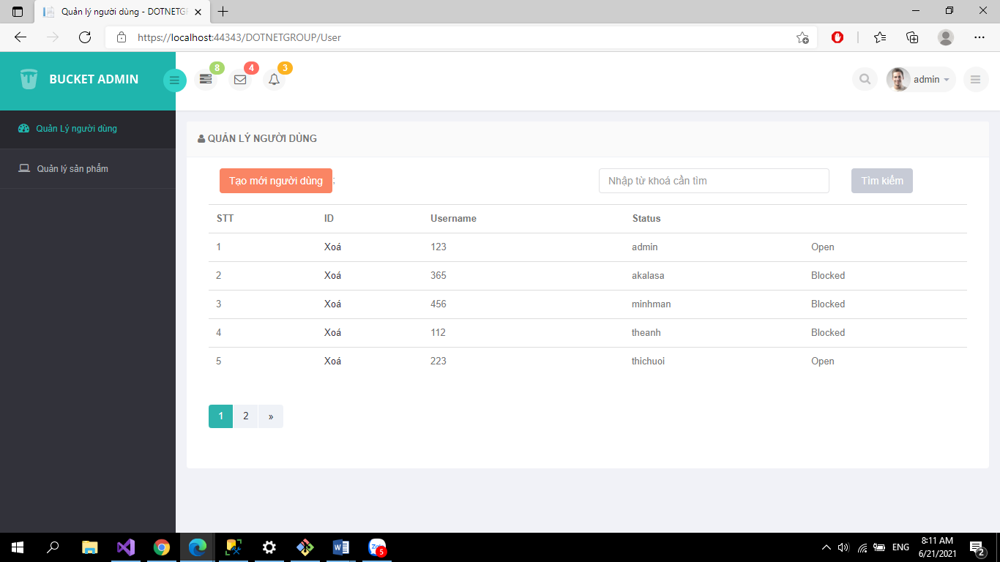 Quản lý người dùng - DOTNETG
https://localhost:44343/DOTNETGROUP/User
BUCKET ADMIN
8
4
3
admin
Quản Lý người dùng
Quản lý sản phẩm
QUẢN LÝ NGƯỜI DÙNG
Tạo mới người dùng ;
Nhập từ khoá cần tìm
Tìm kiếm
STT ID Username Status
1 Xoá 123 admin Open
2 Xoá 365 akalasa Blocked
3 Xoá 456 minhman Blocked
4 Xoá 112 theanh Blocked
5 Xoá 223 thichuoi Open
1 2 »
Zalo 5
ENG
8:11 AM
6/21/2021
2